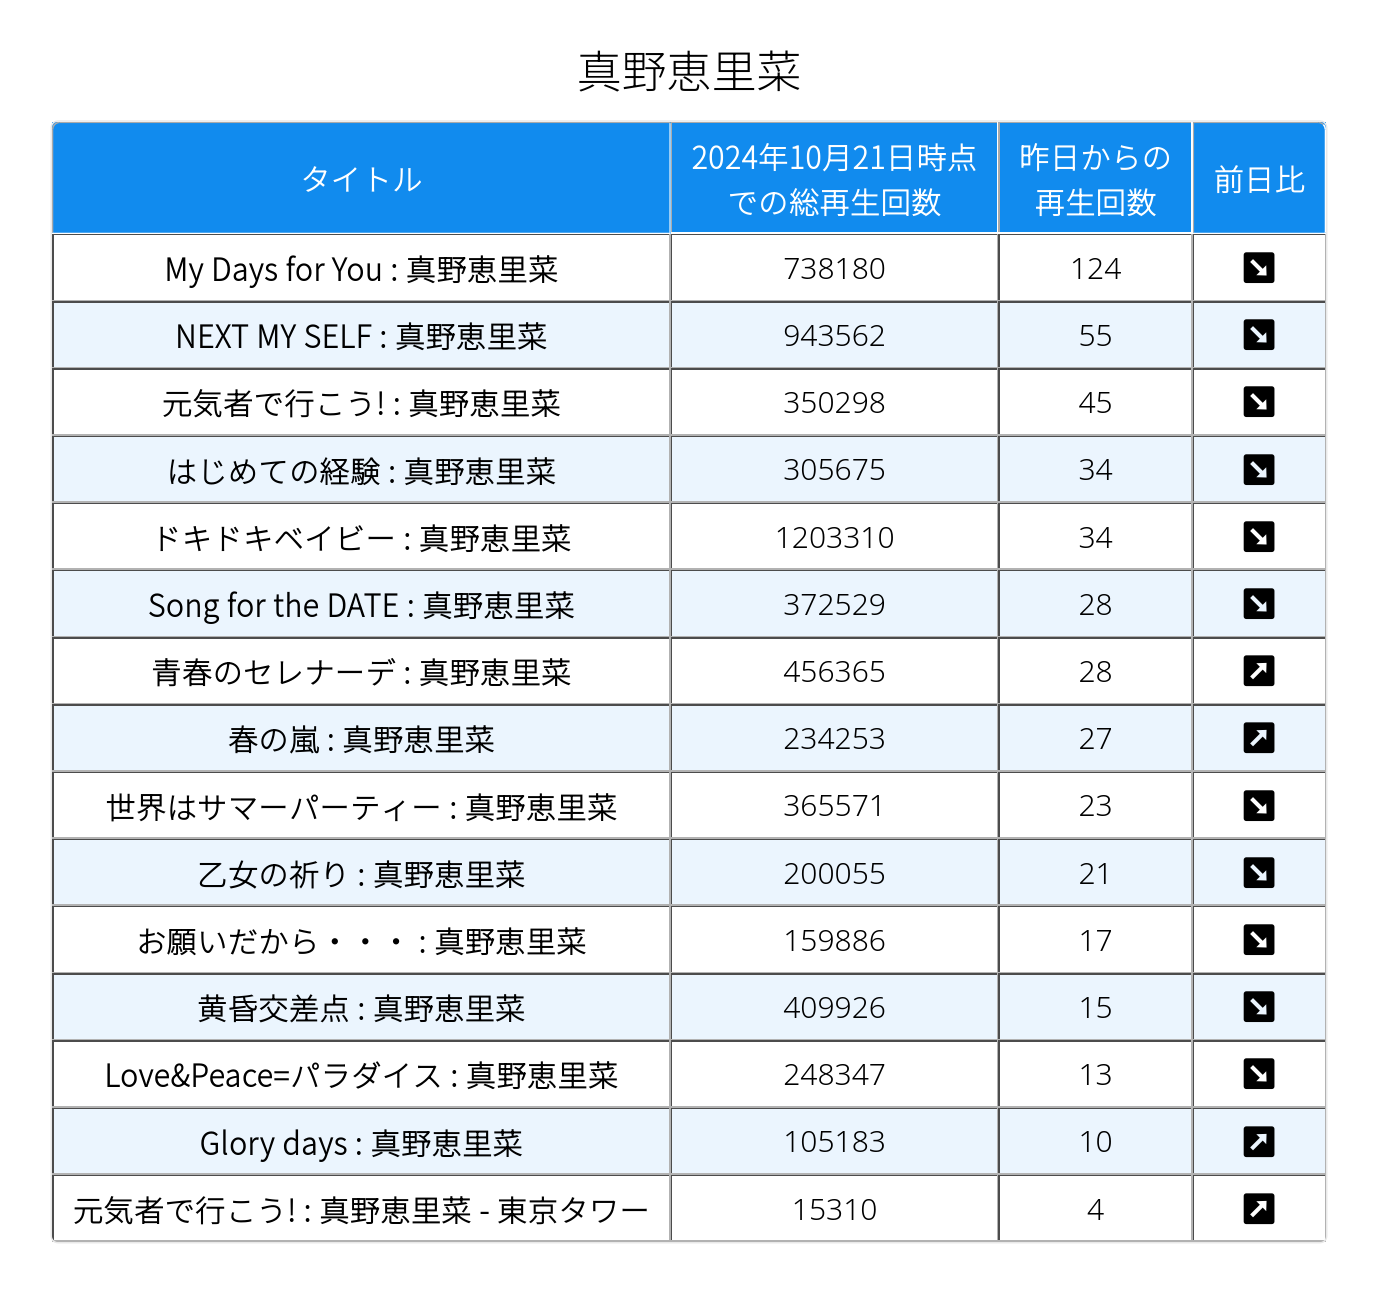 真野恵里菜
タイトル 2024年10月21日時点での総再生回数 昨日からの再生回数 前日比
My Days for You : 真野恵里菜 738180 124 ↘
NEXT MY SELF : 真野恵里菜 943562 55 ↘
元気者で行こう! : 真野恵里菜 350298 45 ↘
はじめての経験 : 真野恵里菜 305675 34 ↘
ドキドキベイビー : 真野恵里菜 1203310 34 ↘
Song for the DATE : 真野恵里菜 372529 28 ↘
青春のセレナーデ : 真野恵里菜 456365 28 ↗
春の嵐 : 真野恵里菜 234253 27 ↗
世界はサマーパーティー : 真野恵里菜 365571 23 ↘
乙女の祈り : 真野恵里菜 200055 21 ↘
お願いだから・・・ : 真野恵里菜 159886 17 ↘
黄昏交差点 : 真野恵里菜 409926 15 ↘
Love&Peace=パラダイス : 真野恵里菜 248347 13 ↘
Glory days : 真野恵里菜 105183 10 ↗
元気者で行こう! : 真野恵里菜 - 東京タワー 15310 4 ↗